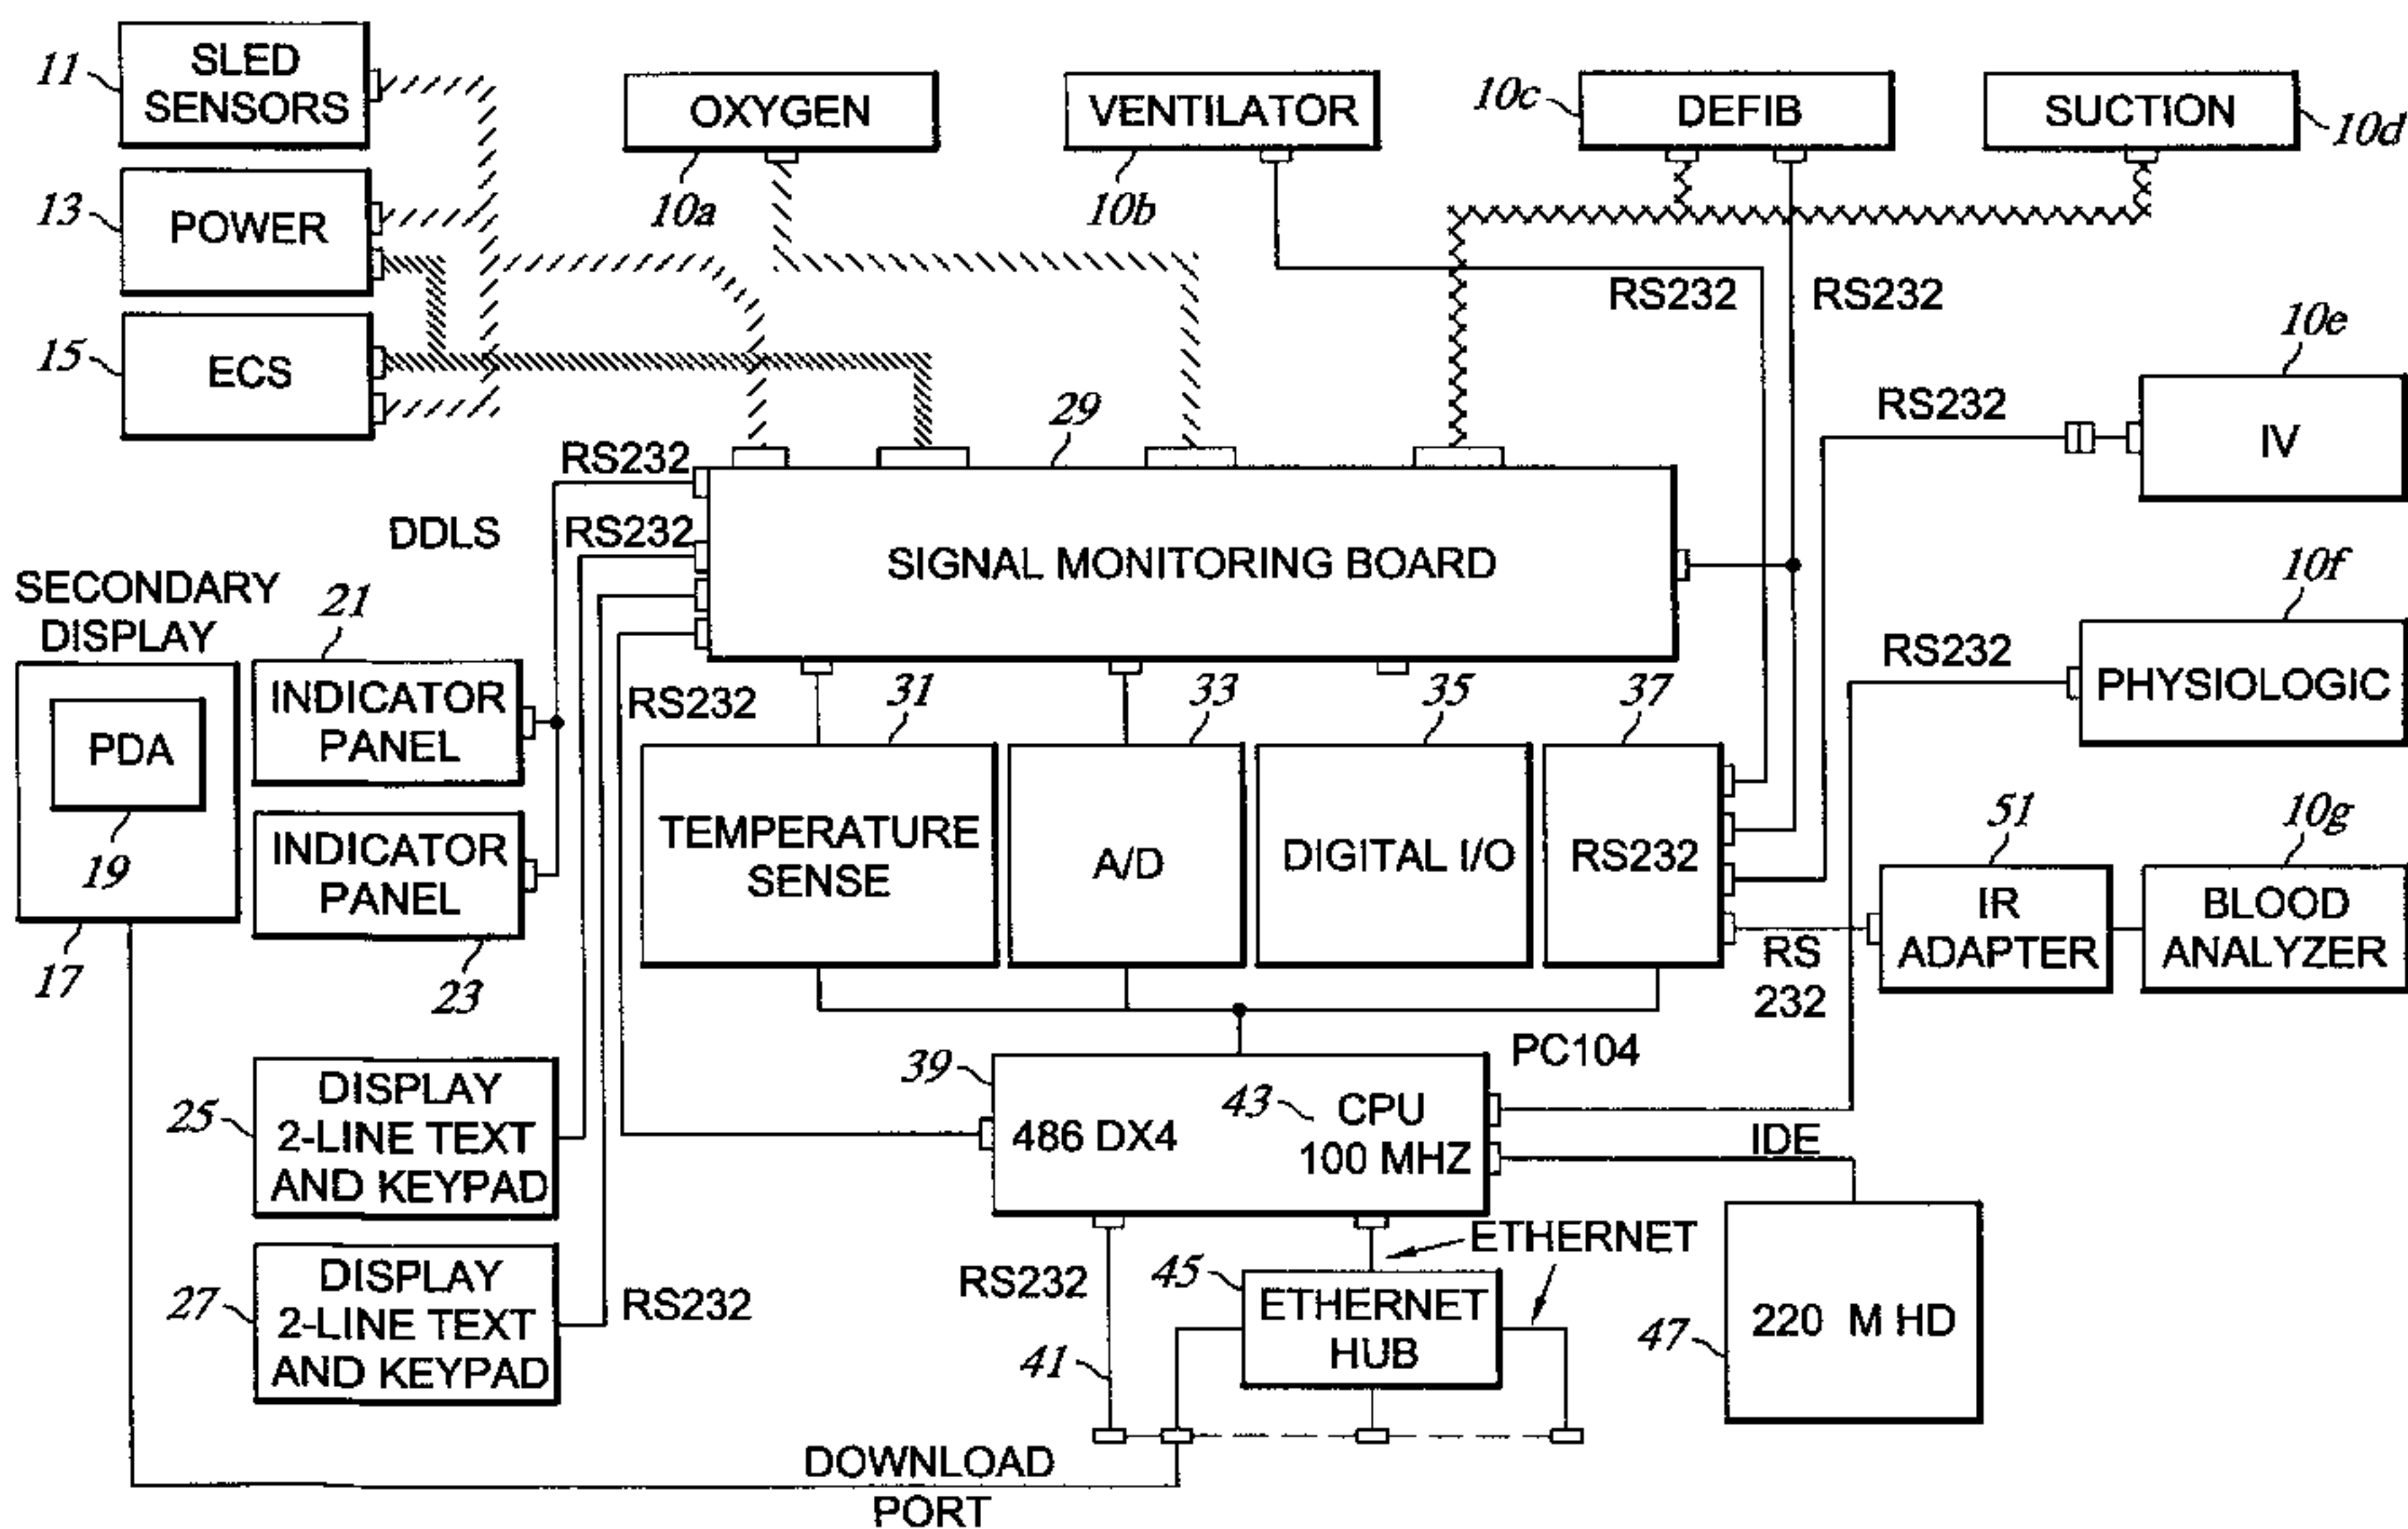 11
SLED
SENSORS
OXYGEN
10a
VENTILATOR
10b
10c
DEFIB
SUCTION
10d
13
POWER
RS232
RS232
15
ECS
10e
RS232
IV
29
RS232
DDLS
RS232
SIGNAL MONITORING BOARD
10f
RS232
PHYSIOLOGIC
SECONDARY
DISPLAY
PDA
19
17
21
INDICATOR
PANEL
INDICATOR
PANEL
23
RS232
31
33
35
37
TEMPERATURE
SENSE
A/D
DIGITAL I/O
RS232
51
IR
ADAPTER
10g
BLOOD
ANALYZER
RS
232
PC104
25
DISPLAY
2-LINE TEXT
AND KEYPAD
39
43
486 DX4
CPU
100 MHZ
IDE
27
DISPLAY
2-LINE TEXT
AND KEYPAD
RS232
RS232
41
45
ETHERNET
HUB
ETHERNET
47
220 M HD
DOWNLOAD
PORT